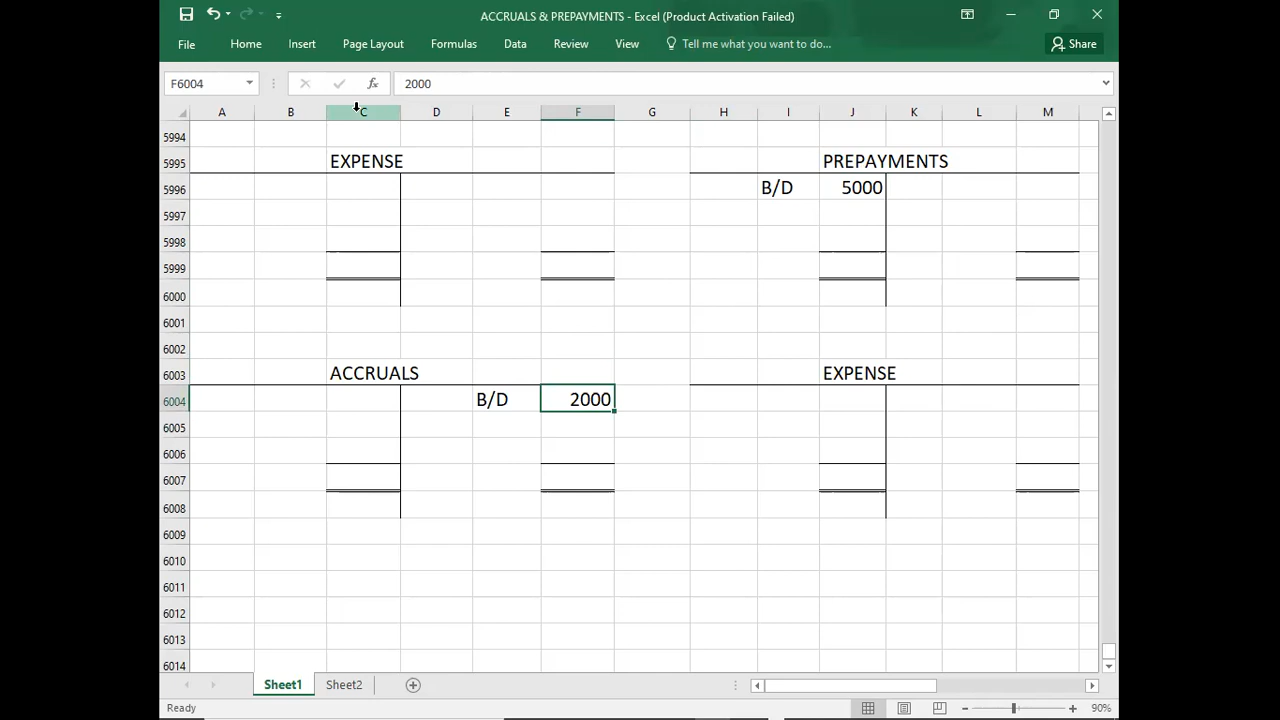 ACCRUALS & PREPAYMENTS - Excel (Product Activation Failed)
File Home Insert Page Layout Formulas Data Review View Tell me what you want to do... Share
F6004 fx 2000
A B C D E F G H I J K L M
5994
5995 EXPENSE PREPAYMENTS
5996 B/D 5000
5997
5998
5999
6000
6001
6002
6003 ACCRUALS EXPENSE
6004 B/D 2000
6005
6006
6007
6008
6009
6010
6011
6012
6013
6014
Sheet1 Sheet2
Ready 90%